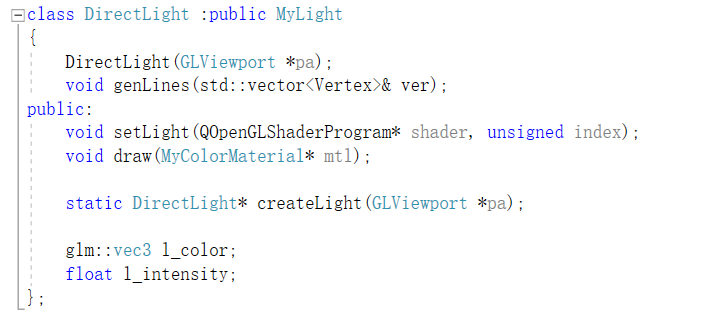 class DirectLight :public MyLight
{
    DirectLight(GLViewport *pa);
    void genLines(std::vector<Vertex>& ver);
public:
    void setLight(QOpenGLShaderProgram* shader, unsigned index);
    void draw(MyColorMaterial* mtl);

    static DirectLight* createLight(GLViewport *pa);

    glm::vec3 l_color;
    float l_intensity;
};